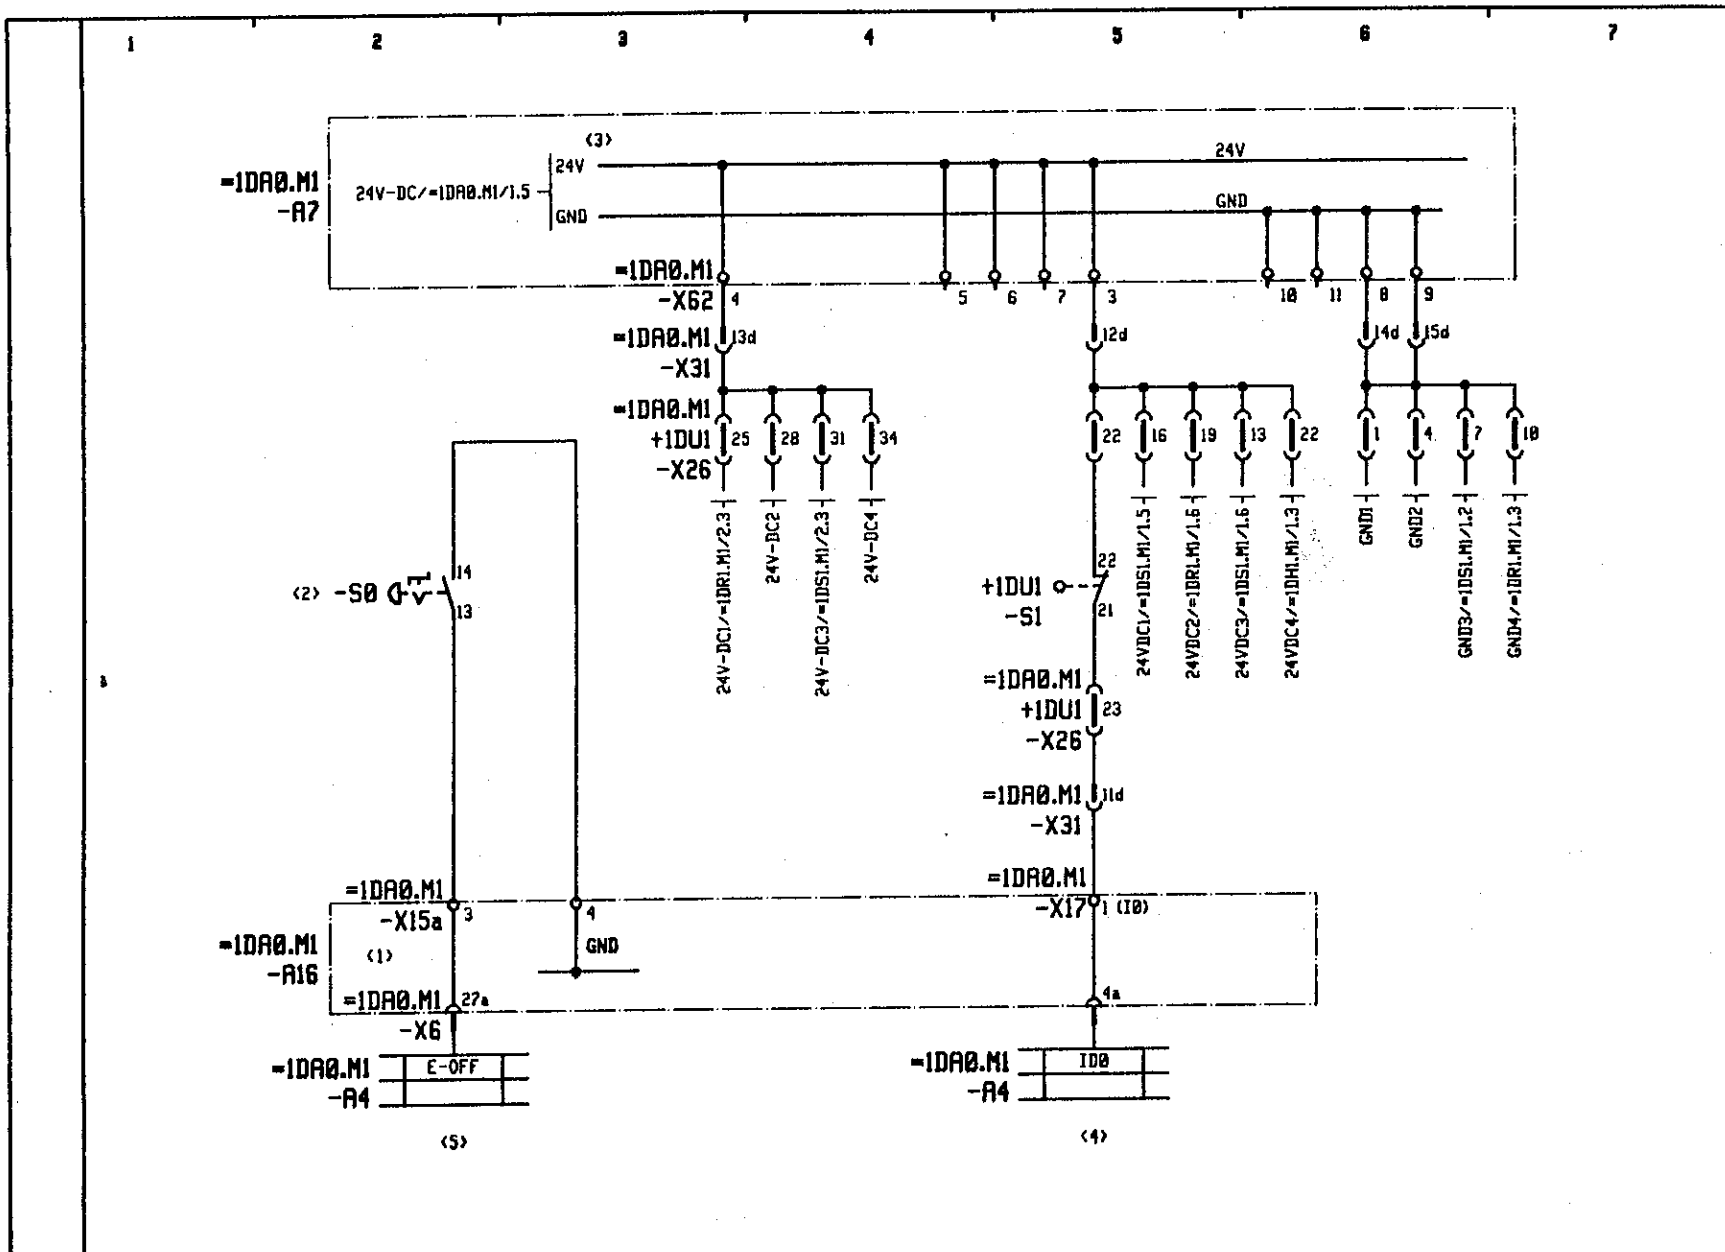 1 2 3 4 5 6 7
<3>
24V
24V
=1DA0.M1
-A7
24V-DC/=1DA0.M1/1.5
GND
GND
=1DA0.M1
-X62
4 5 6 7 3 10 11 8 9
=1DA0.M1
-X31
13d 12d 14d 15d
=1DA0.M1
+1DU1
-X26
25 28 31 34 22 16 19 13 22 1 4 7 10
24V-DC1/=1DR1.M1/2.3
24V-DC2
24V-DC3/=1DS1.M1/2.3
24V-DC4
24VDC1/=1DS1.M1/1.5
24VDC2/=1DR1.M1/1.6
24VDC3/=1DS1.M1/1.6
24VDC4/=1DH1.M1/1.3
GND1
GND2
GND3/=1DS1.M1/1.2
GND4/=1DR1.M1/1.3
<2> -S0
14
13
+1DU1
-S1
22
21
=1DA0.M1
+1DU1
-X26
23
=1DA0.M1
-X31
11d
=1DA0.M1
-X15a
3
4
=1DA0.M1
-X17
1 (I0)
=1DA0.M1
-A16
<1>
GND
=1DA0.M1
-X6
27a
4a
=1DA0.M1
-A4
E-OFF
=1DA0.M1
-A4
ID0
<5>
<4>